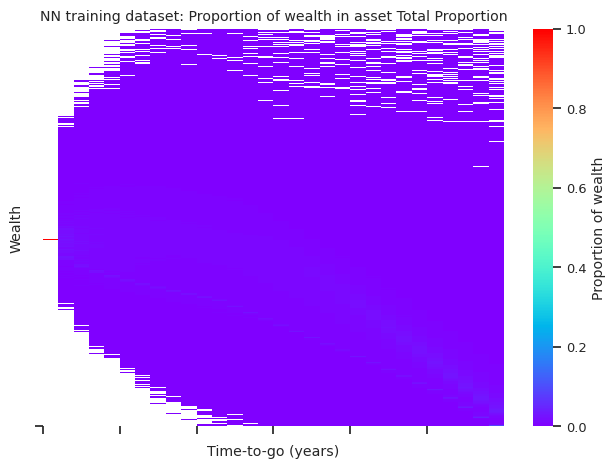 NN training dataset: Proportion of wealth in asset Total Proportion
Wealth
Time-to-go (years)
1.0
0.8
0.6
0.4
0.2
0.0
Proportion of wealth